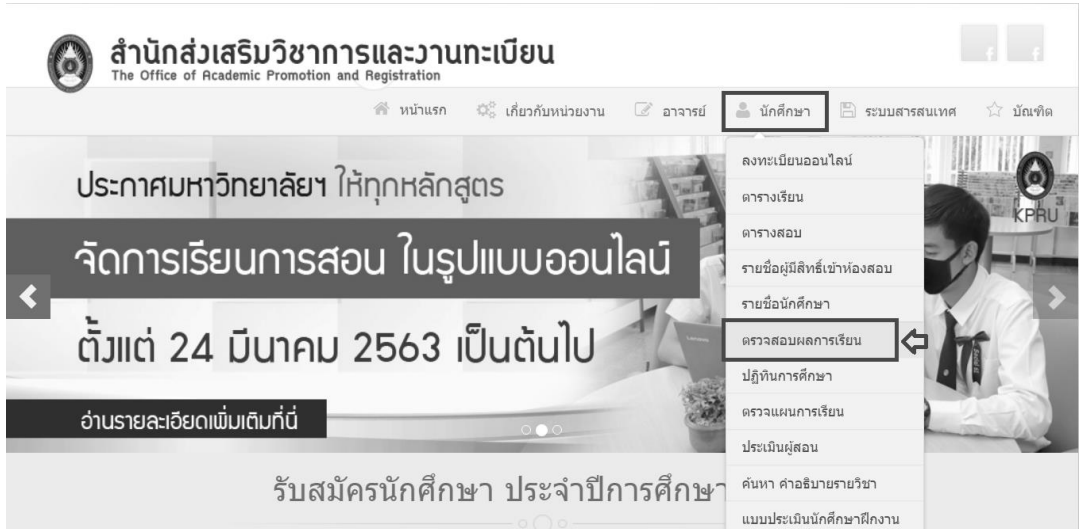 สำนักส่งเสริมวิชาการและงานทะเบียน
The Office of Academic Promotion and Registration
หน้าแรก เกี่ยวกับหน่วยงาน อาจารย์ นักศึกษา ระบบสารสนเทศ บัณฑิต
ลงทะเบียนออนไลน์
ตารางเรียน
ตารางสอบ
รายชื่อผู้มีสิทธิ์เข้าห้องสอบ
รายชื่อนักศึกษา
ตรวจสอบผลการเรียน
ปฏิทินการศึกษา
ตรวจแผนการเรียน
ประเมินผู้สอน
ค้นหา คำอธิบายรายวิชา
แบบประเมินนักศึกษาฝึกงาน
ประกาศมหาวิทยาลัยฯ ให้ทุกหลักสูตร
จัดการเรียนการสอน ในรูปแบบออนไลน์
ตั้งแต่ 24 มีนาคม 2563 เป็นต้นไป
อ่านรายละเอียดเพิ่มเติมที่นี่
KPRU
รับสมัครนักศึกษา ประจำปีการศึกษา